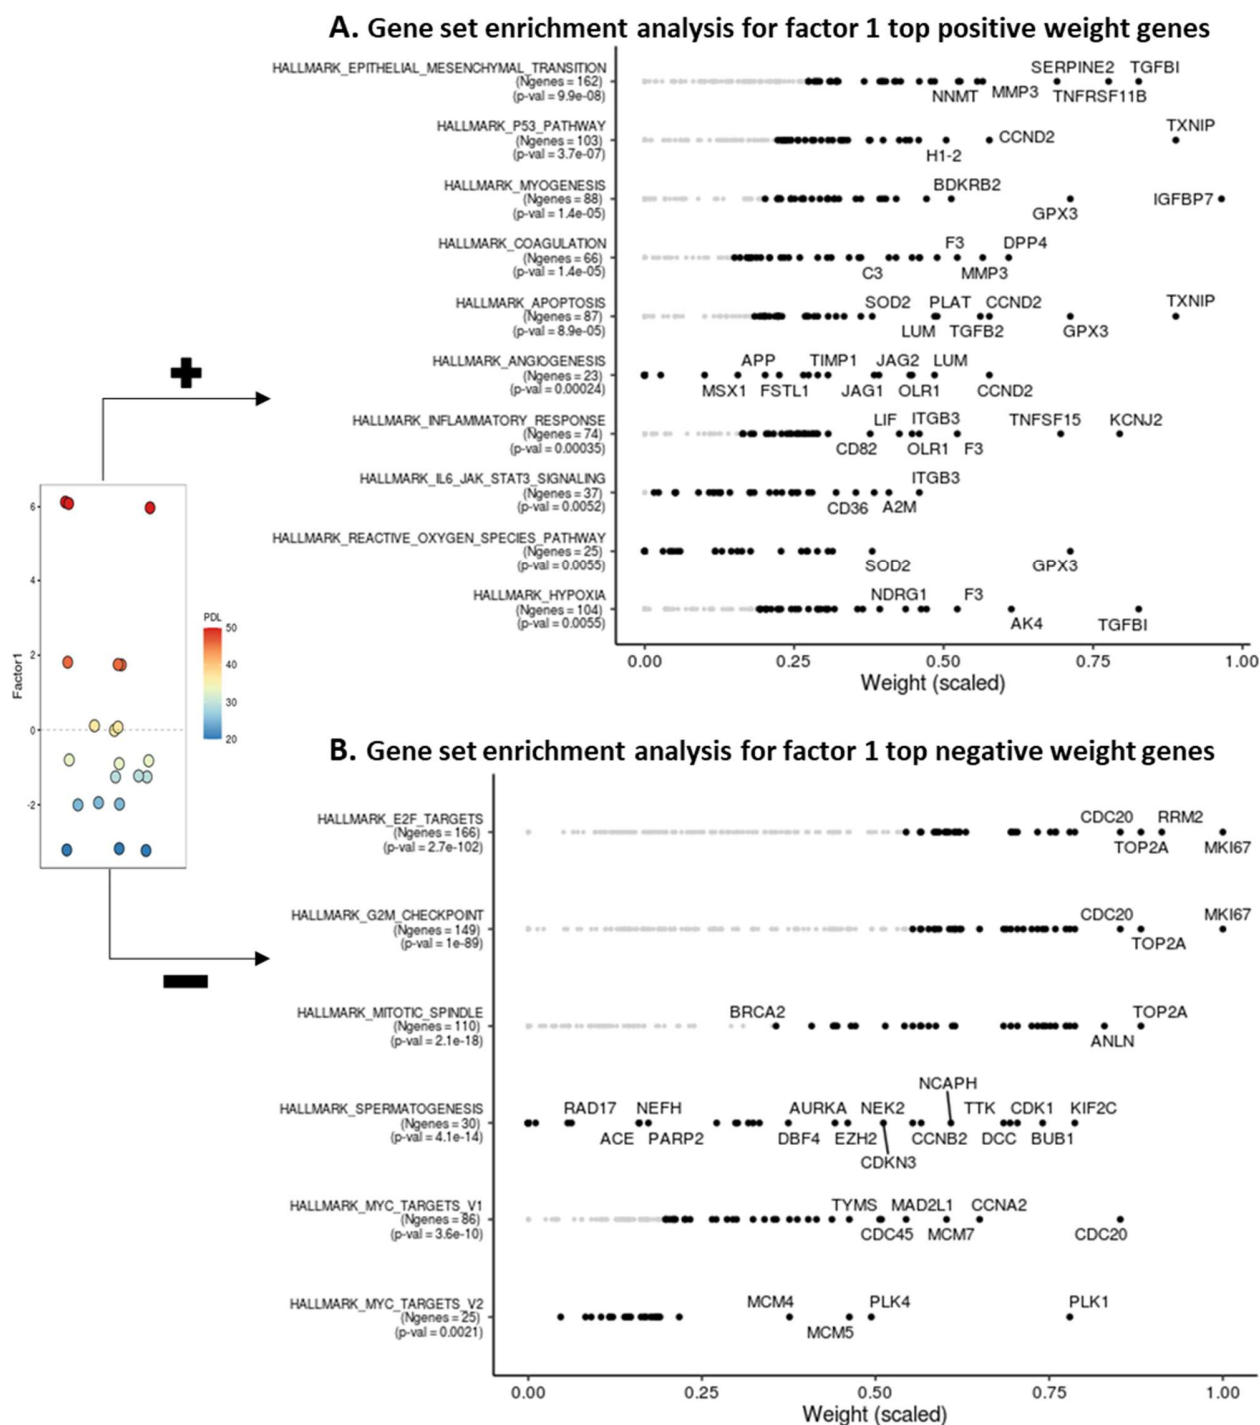 A. Gene set enrichment analysis for factor 1 top positive weight genes
HALLMARK_EPITHELIAL_MESENCHYMAL_TRANSITION
(Ngenes = 162)
(p-val = 9.9e-08)
SERPINE2 TGFBI
NNMT MMP3 TNFRSF11B
HALLMARK_P53_PATHWAY
(Ngenes = 103)
(p-val = 3.7e-07)
TXNIP
CCND2
H1-2
HALLMARK_MYOGENESIS
(Ngenes = 88)
(p-val = 1.4e-05)
BDKRB2
IGFBP7
GPX3
HALLMARK_COAGULATION
(Ngenes = 66)
(p-val = 1.4e-05)
F3 DPP4
C3 MMP3
HALLMARK_APOPTOSIS
(Ngenes = 87)
(p-val = 8.9e-05)
SOD2 PLAT CCND2 TXNIP
LUM TGFB2 GPX3
HALLMARK_ANGIOGENESIS
(Ngenes = 23)
(p-val = 0.00024)
APP TIMP1 JAG2 LUM
MSX1 FSTL1 JAG1 OLR1 CCND2
HALLMARK_INFLAMMATORY_RESPONSE
(Ngenes = 74)
(p-val = 0.00035)
LIF ITGB3 TNFSF15 KCNJ2
CD82 OLR1 F3
HALLMARK_IL6_JAK_STAT3_SIGNALING
(Ngenes = 37)
(p-val = 0.0052)
ITGB3
CD36 A2M
HALLMARK_REACTIVE_OXYGEN_SPECIES_PATHWAY
(Ngenes = 25)
(p-val = 0.0055)
SOD2 GPX3
HALLMARK_HYPOXIA
(Ngenes = 104)
(p-val = 0.0055)
NDRG1 F3
AK4 TGFBI
0.00 0.25 0.50 0.75 1.00
Weight (scaled)
+
Factor1
6
4
2
0
-2
PDL
50
40
30
20
B. Gene set enrichment analysis for factor 1 top negative weight genes
HALLMARK_E2F_TARGETS
(Ngenes = 166)
(p-val = 2.7e-102)
CDC20 RRM2
TOP2A MKI67
HALLMARK_G2M_CHECKPOINT
(Ngenes = 149)
(p-val = 1e-89)
CDC20 MKI67
TOP2A
HALLMARK_MITOTIC_SPINDLE
(Ngenes = 110)
(p-val = 2.1e-18)
BRCA2 TOP2A
ANLN
HALLMARK_SPERMATOGENESIS
(Ngenes = 30)
(p-val = 4.1e-14)
NCAPH
RAD17 NEFH AURKA NEK2 TTK CDK1 KIF2C
ACE PARP2 DBF4 EZH2 CCNB2 DCC BUB1
CDKN3
HALLMARK_MYC_TARGETS_V1
(Ngenes = 86)
(p-val = 3.6e-10)
TYMS MAD2L1 CCNA2
CDC45 MCM7 CDC20
HALLMARK_MYC_TARGETS_V2
(Ngenes = 25)
(p-val = 0.0021)
MCM4 PLK4 PLK1
MCM5
0.00 0.25 0.50 0.75 1.00
Weight (scaled)